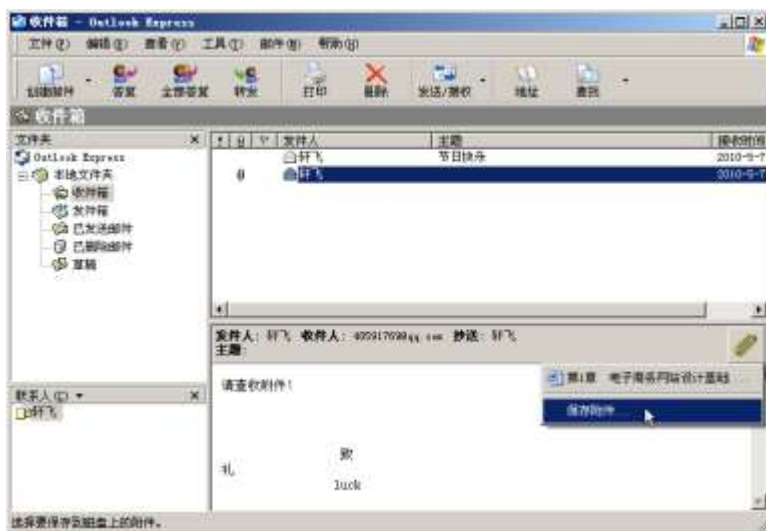 收件箱 - Outlook Express
文件(F) 编辑(E) 查看(V) 工具(T) 邮件(M) 帮助(H)
创建邮件 答复 全部答复 转发 打印 删除 发送/接收 地址 查找
收件箱
文件夹
发件人 主题 接收时间
Outlook Express
轩飞 节日快乐 2010-9-7
本地文件夹
轩飞 2010-9-7
收件箱
发件箱
已发送邮件
已删除邮件
草稿
发件人: 轩飞 收件人: 抄送: 轩飞
主题:
第1章 电子商务网站设计基础 ...
请查收附件!
保存附件...
联系人(C)
轩飞
致
礼
luck
选择要保存到磁盘上的附件。